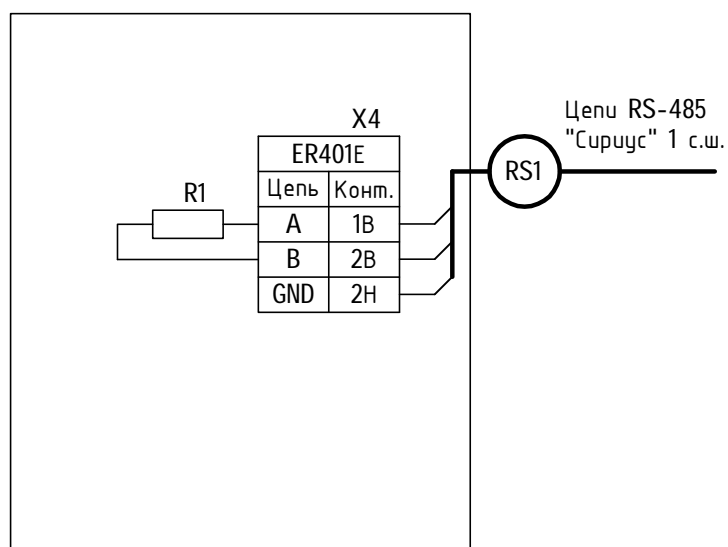 X4
ER401E
Цепь Конт.
R1
A 1В
B 2В
GND 2Н
RS1
Цепи RS-485
"Сириус" 1 с.ш.